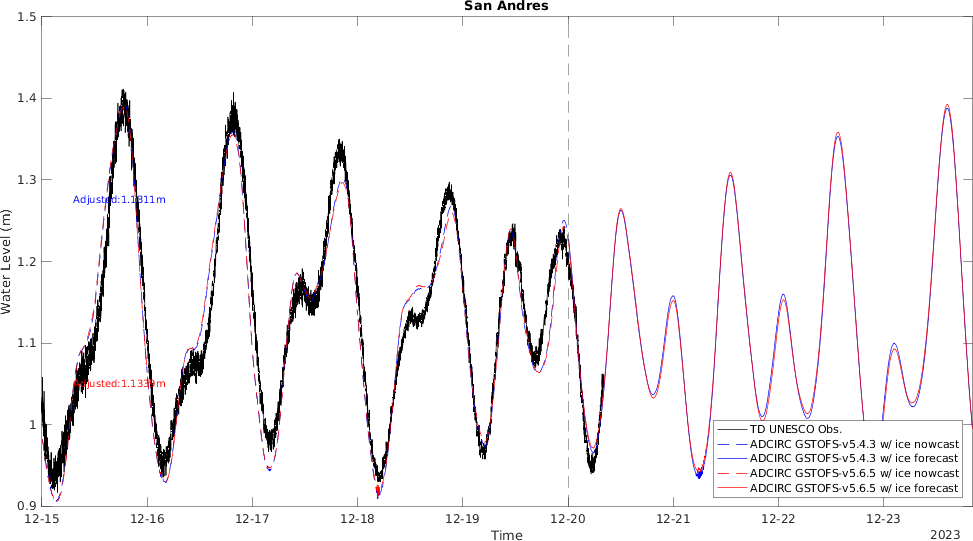 San Andres
1.5
1.4
1.3
1.2
1.1
1
0.9
Water Level (m)
Adjusted:1.1311m
Adjusted:1.1339m
TD UNESCO Obs.
ADCIRC GSTOFS-v5.4.3 w/ ice nowcast
ADCIRC GSTOFS-v5.4.3 w/ ice forecast
ADCIRC GSTOFS-v5.6.5 w/ ice nowcast
ADCIRC GSTOFS-v5.6.5 w/ ice forecast
12-15 12-16 12-17 12-18 12-19 12-20 12-21 12-22 12-23
Time
2023